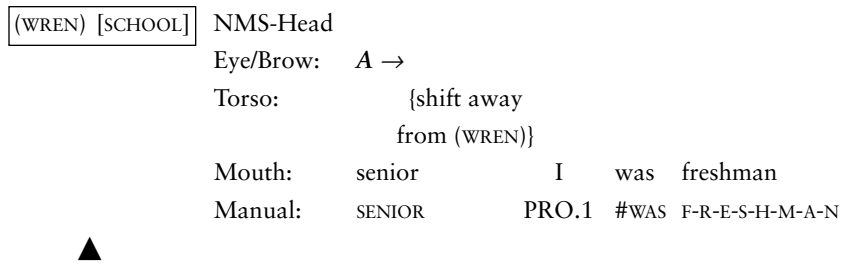 (WREN) [SCHOOL] NMS-Head
Eye/Brow: A →
Torso: {shift away
from (WREN)}
Mouth: senior I was freshman
Manual: SENIOR PRO.1 #WAS F-R-E-S-H-M-A-N